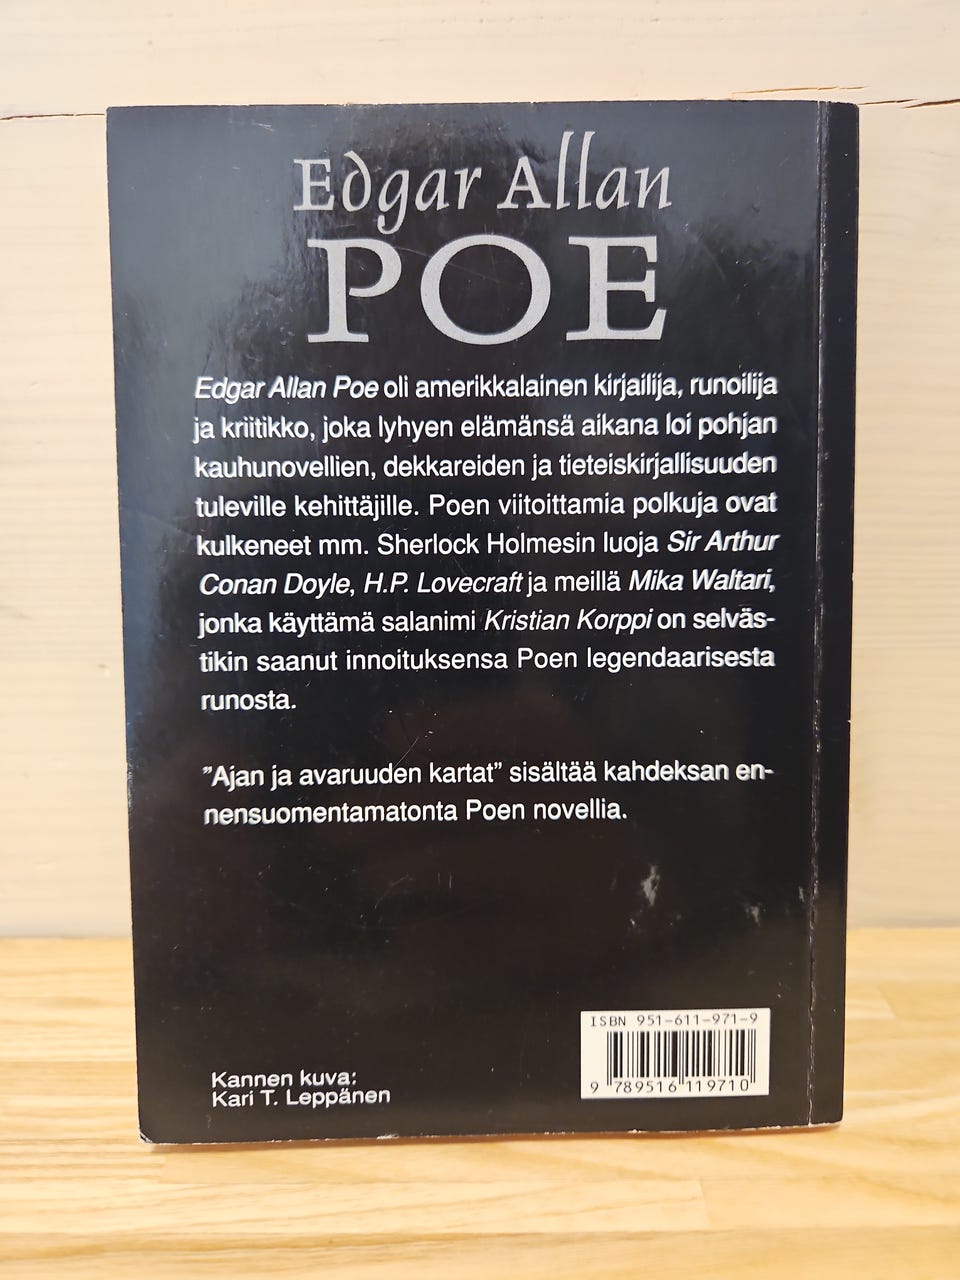 Edgar Allan
POE
Edgar Allan Poe oli amerikkalainen kirjailija, runoilija
ja kriitikko, joka lyhyen elämänsä aikana loi pohjan
kauhunovellien, dekkareiden ja tieteiskirjallisuuden
tuleville kehittäjille. Poen viitoittamia polkuja ovat
kulkeneet mm. Sherlock Holmesin luoja Sir Arthur
Conan Doyle, H.P. Lovecraft ja meillä Mika Waltari,
jonka käyttämä salanimi Kristian Korppi on selväs-
tikin saanut innoituksensa Poen legendaarisesta
runosta.
"Ajan ja avaruuden kartat" sisältää kahdeksan en-
nensuomentamatonta Poen novellia.
ISBN 951-611-971-9
9 789516 119710
Kannen kuva:
Kari T. Leppänen